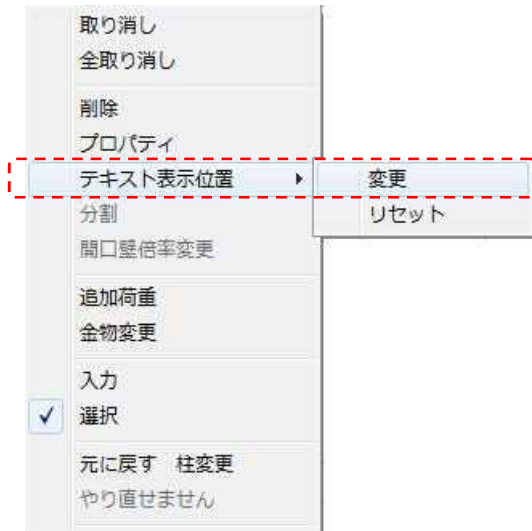 取り消し
全取り消し
削除
プロパティ
テキスト表示位置
変更
リセット
分割
開口壁倍率変更
追加荷重
金物変更
入力
選択
元に戻す 柱変更
やり直せません